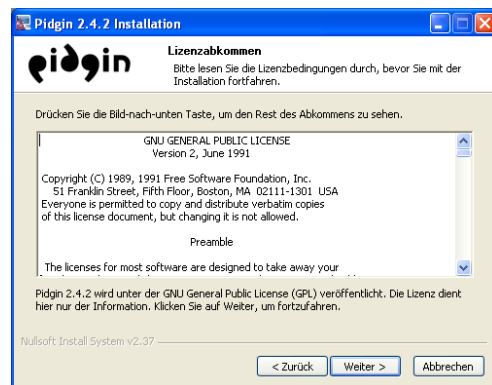 Pidgin 2.4.2 Installation
pidgin
Lizenzabkommen
Bitte lesen Sie die Lizenzbedingungen durch, bevor Sie mit der
Installation fortfahren.
Drücken Sie die Bild-nach-unten Taste, um den Rest des Abkommens zu sehen.
GNU GENERAL PUBLIC LICENSE
Version 2, June 1991
Copyright (C) 1989, 1991 Free Software Foundation, Inc.
51 Franklin Street, Fifth Floor, Boston, MA 02111-1301 USA
Everyone is permitted to copy and distribute verbatim copies
of this license document, but changing it is not allowed.
Preamble
The licenses for most software are designed to take away your
Pidgin 2.4.2 wird unter der GNU General Public License (GPL) veröffentlicht. Die Lizenz dient
hier nur der Information. Klicken Sie auf Weiter, um fortzufahren.
Nullsoft Install System v2.37
< Zurück
Weiter >
Abbrechen